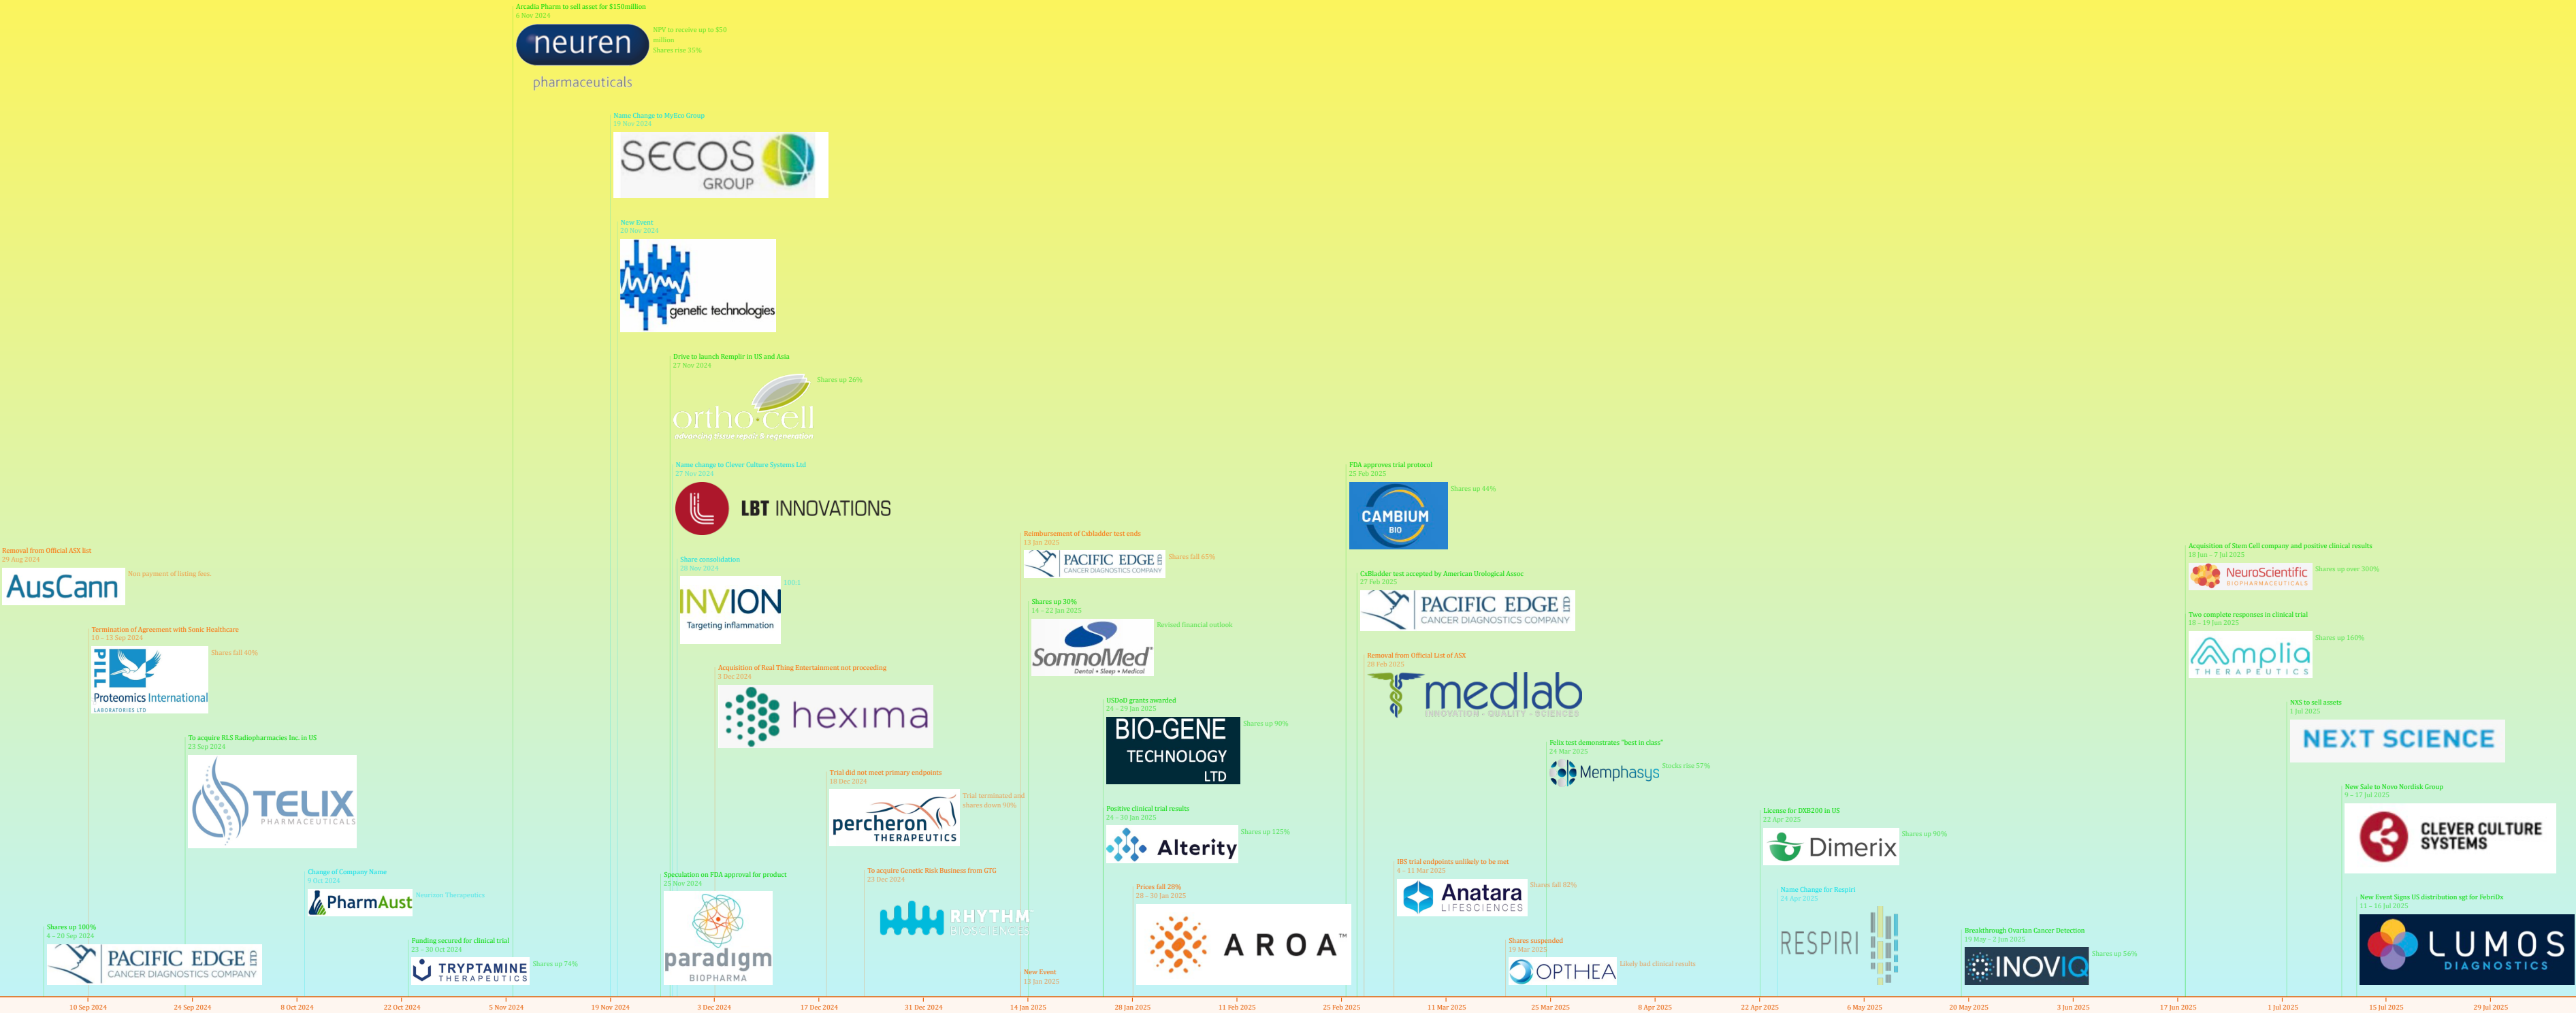 Arcadia Pharm to sell asset for $150million
6 Nov 2024
neuren
pharmaceuticals
NPV to receive up to $50
million
Shares rise 35%
Name Change to MyEco Group
19 Nov 2024
SECOS
GROUP
New Event
20 Nov 2024
genetic technologies
Drive to launch Remplir in US and Asia
27 Nov 2024
ortho cell
advancing tissue repair & regeneration
Shares up 26%
Name change to Clever Culture Systems Ltd
27 Nov 2024
LBT INNOVATIONS
FDA approves trial protocol
25 Feb 2025
CAMBIUM
BIO
Shares up 44%
Removal from Official ASX list
29 Aug 2024
AusCann
Non payment of listing fees.
Share consolidation
28 Nov 2024
INVION
Targeting inflammation
100:1
Reimbursement of Cxbladder test ends
13 Jan 2025
PACIFIC EDGE LTD
CANCER DIAGNOSTICS COMPANY
Shares fall 65%
Acquisition of Stem Cell company and positive clinical results
18 Jun – 7 Jul 2025
NeuroScientific
BIOPHARMACEUTICALS
Shares up over 300%
CxBladder test accepted by American Urological Assoc
27 Feb 2025
PACIFIC EDGE LTD
CANCER DIAGNOSTICS COMPANY
Shares up 30%
14 – 22 Jan 2025
SomnoMed
Dental • Sleep • Medical
Revised financial outlook
Two complete responses in clinical trial
18 – 19 Jun 2025
Amplia
THERAPEUTICS
Shares up 160%
Termination of Agreement with Sonic Healthcare
10 – 13 Sep 2024
PILL
Proteomics International
LABORATORIES LTD
Shares fall 40%
Acquisition of Real Thing Entertainment not proceeding
3 Dec 2024
hexima
Removal from Official List of ASX
28 Feb 2025
medlab
INNOVATION - QUALITY - SCIENCES
USDoD grants awarded
24 – 29 Jan 2025
BIO-GENE
TECHNOLOGY
LTD
Shares up 90%
NXS to sell assets
1 Jul 2025
NEXT SCIENCE
To acquire RLS Radiopharmacies Inc. in US
23 Sep 2024
TELIX
PHARMACEUTICALS
Felix test demonstrates "best in class"
24 Mar 2025
Memphasys
Stocks rise 57%
Trial did not meet primary endpoints
18 Dec 2024
percheron
THERAPEUTICS
Trial terminated and
shares down 90%
New Sale to Novo Nordisk Group
9 – 17 Jul 2025
CLEVER CULTURE
SYSTEMS
Positive clinical trial results
24 – 30 Jan 2025
Alterity
Shares up 125%
License for DX8200 in US
22 Apr 2025
Dimerix
Shares up 90%
Change of Company Name
9 Oct 2024
PharmAust
Neurizon Therapeutics
Speculation on FDA approval for product
25 Nov 2024
paradigm
BIOPHARMA
To acquire Genetic Risk Business from GTG
23 Dec 2024
RHYTHM
BIOSCIENCES
Prices fall 20%
28 – 30 Jan 2025
AROA™
IBS trial endpoints unlikely to be met
4 – 11 Mar 2025
Anatara
LIFESCIENCES
Shares fall 82%
Name Change for Respiri
24 Apr 2025
RESPIRI
New Event Signs US distribution agt for FebriDx
11 – 16 Jul 2025
LUMOS
DIAGNOSTICS
Shares up 100%
4 – 20 Sep 2024
PACIFIC EDGE LTD
CANCER DIAGNOSTICS COMPANY
Funding secured for clinical trial
23 – 30 Oct 2024
TRYPTAMINE
THERAPEUTICS
Shares up 74%
New Event
13 Jan 2025
Shares suspended
19 Mar 2025
OPTHEA
Likely bad clinical results
Breakthrough Ovarian Cancer Detection
19 May – 2 Jun 2025
INOVIQ
Shares up 56%
10 Sep 2024 24 Sep 2024 8 Oct 2024 22 Oct 2024 5 Nov 2024 19 Nov 2024 3 Dec 2024 17 Dec 2024 31 Dec 2024 14 Jan 2025 28 Jan 2025 11 Feb 2025 25 Feb 2025 11 Mar 2025 25 Mar 2025 8 Apr 2025 22 Apr 2025 6 May 2025 20 May 2025 3 Jun 2025 17 Jun 2025 1 Jul 2025 15 Jul 2025 29 Jul 2025